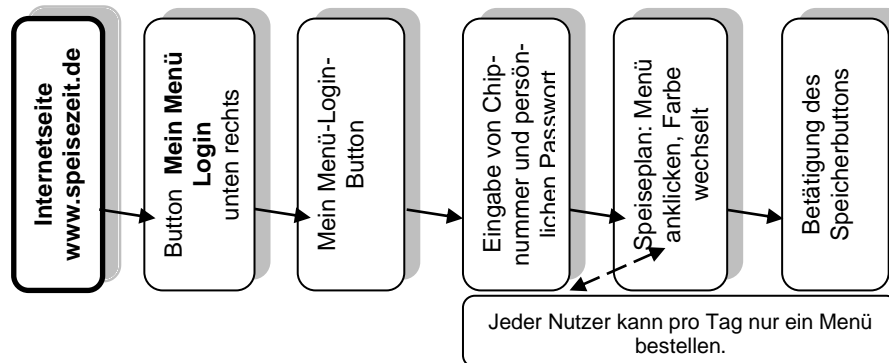 Internetseite
www.speisezeit.de
Button Mein Menü
Login
unten rechts
Mein Menü-Login-
Button
Eingabe von Chip-
nummer und persön-
lichen Passwort
Speiseplan: Menü
anklicken, Farbe
wechselt
Betätigung des
Speicherbuttons
Jeder Nutzer kann pro Tag nur ein Menü
bestellen.